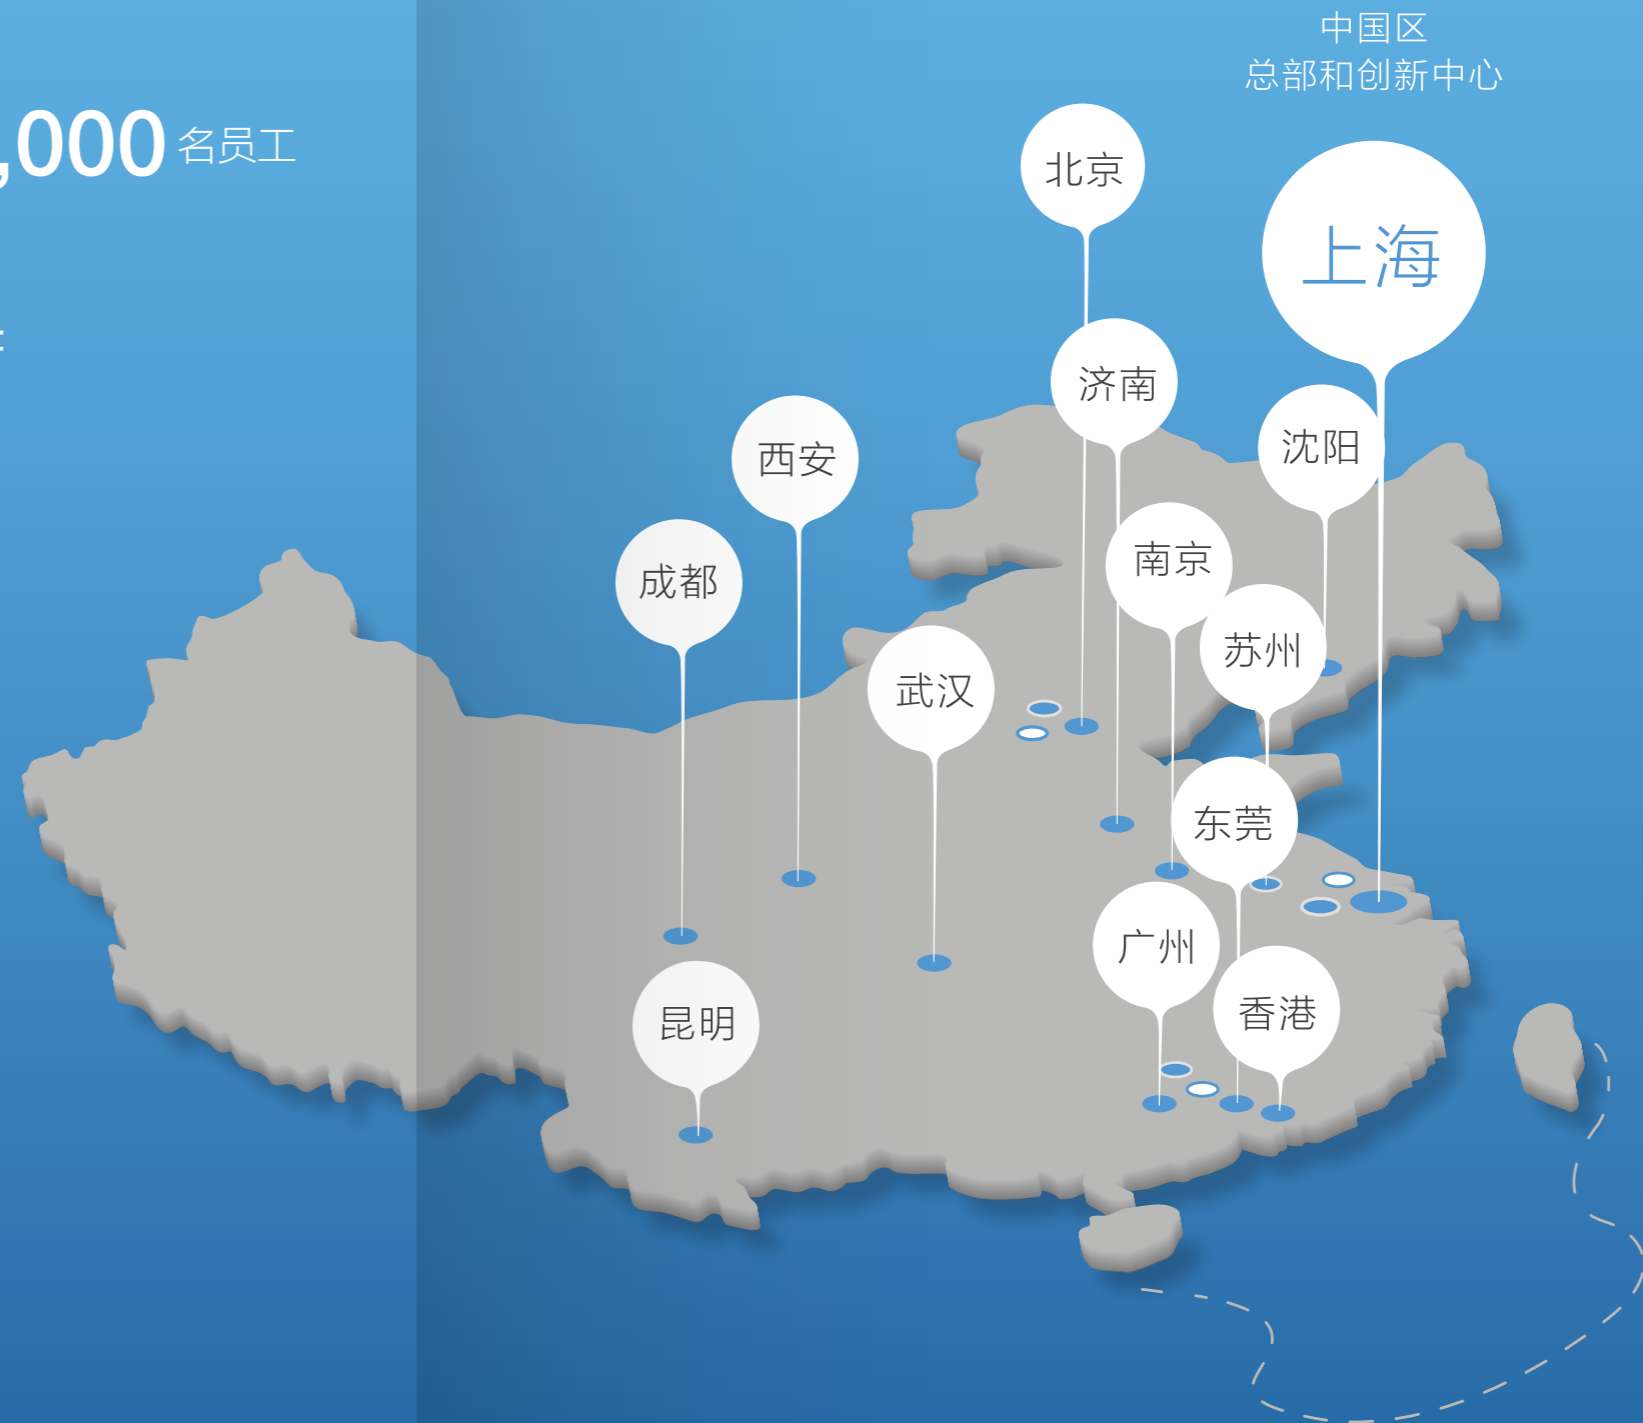 中国区
总部和创新中心
,000 名员工
北京
上海
济南
沈阳
西安
南京
成都
苏州
武汉
东莞
广州
香港
昆明